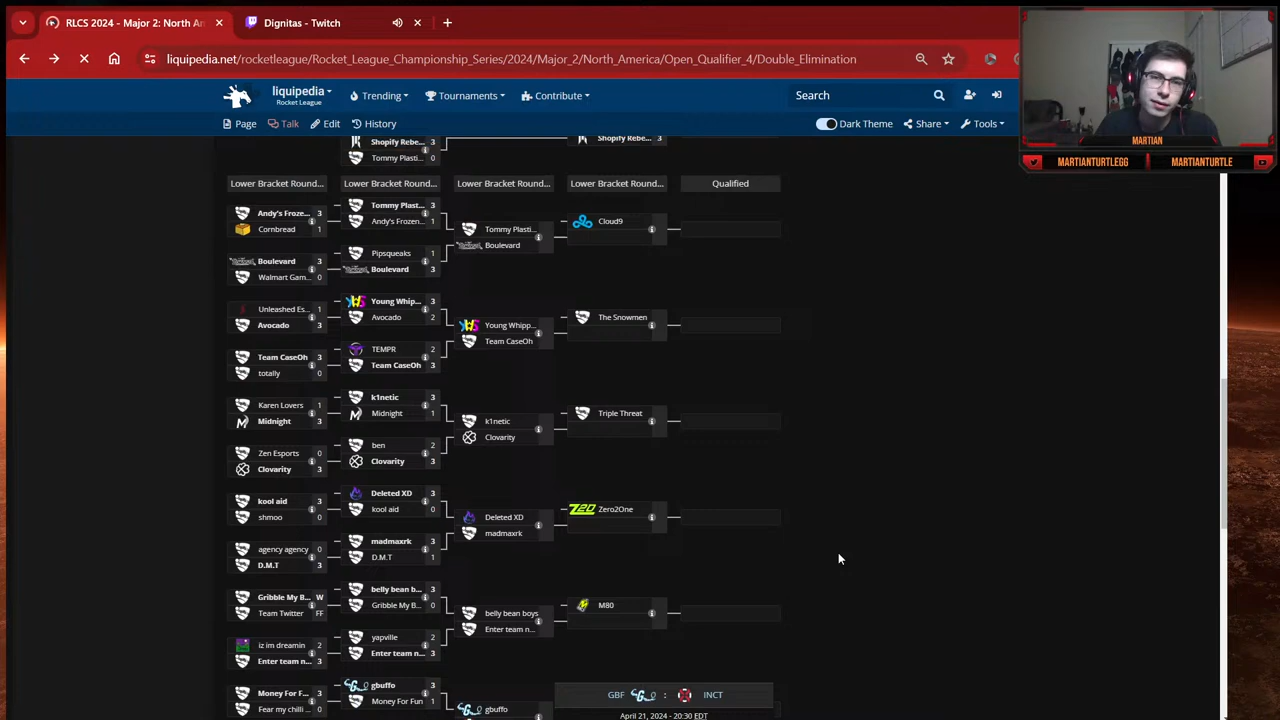 RLCS 2024 - Major 2: North Ar
Dignitas - Twitch
liquipedia.net/rocketleague/Rocket_League_Championship_Series/2024/Major_2/North_America/Open_Qualifier_4/Double_Elimination
liquipedia
Rocket League
Trending
Tournaments
Contribute
Search
MARTIAN
Page
Talk
Edit
History
Dark Theme
Share
Tools
MARTIANTURTLEGG
MARTIANTURTLE
Shopify Rebe... 3
Tommy Plasti... 0
Shopify Rebe... 3
Lower Bracket Round...
Lower Bracket Round...
Lower Bracket Round...
Lower Bracket Round...
Qualified
Andy's Froze... 3
Cornbread 1
Boulevard 3
Walmart Gam... 0
Unleashed Es... 1
Avocado 3
Team CaseOh 3
totally 0
Karen Lovers 1
Midnight 3
Zen Esports 0
Clovarity 3
kool aid 3
shmoo 0
agency agency 0
D.M.T 3
Gribble My B... W
Team Twitter FF
iz im dreamin 2
Enter team n... 3
Money For F... 3
Fear my chilli ... 0
Tommy Plast... 3
Andy's Frozen... 1
Pipsqueaks 1
Boulevard 3
Young Whip... 3
Avocado 2
TEMPR 2
Team CaseOh 3
k1netic 3
Midnight 1
ben 2
Clovarity 3
Deleted XD 3
kool aid 0
madmaxrk 3
D.M.T 1
belly bean b... 3
Gribble My B... 0
yapville 2
Enter team n... 3
gbuffo 3
Money For Fun 1
Tommy Plasti...
Boulevard
Young Whipp...
Team CaseOh
k1netic
Clovarity
Deleted XD
madmaxrk
belly bean boys
Enter team n...
gbuffo
Cloud9
The Snowmen
Triple Threat
Zero2One
M80
GBF : INCT
April 21, 2024 - 20:30 EDT